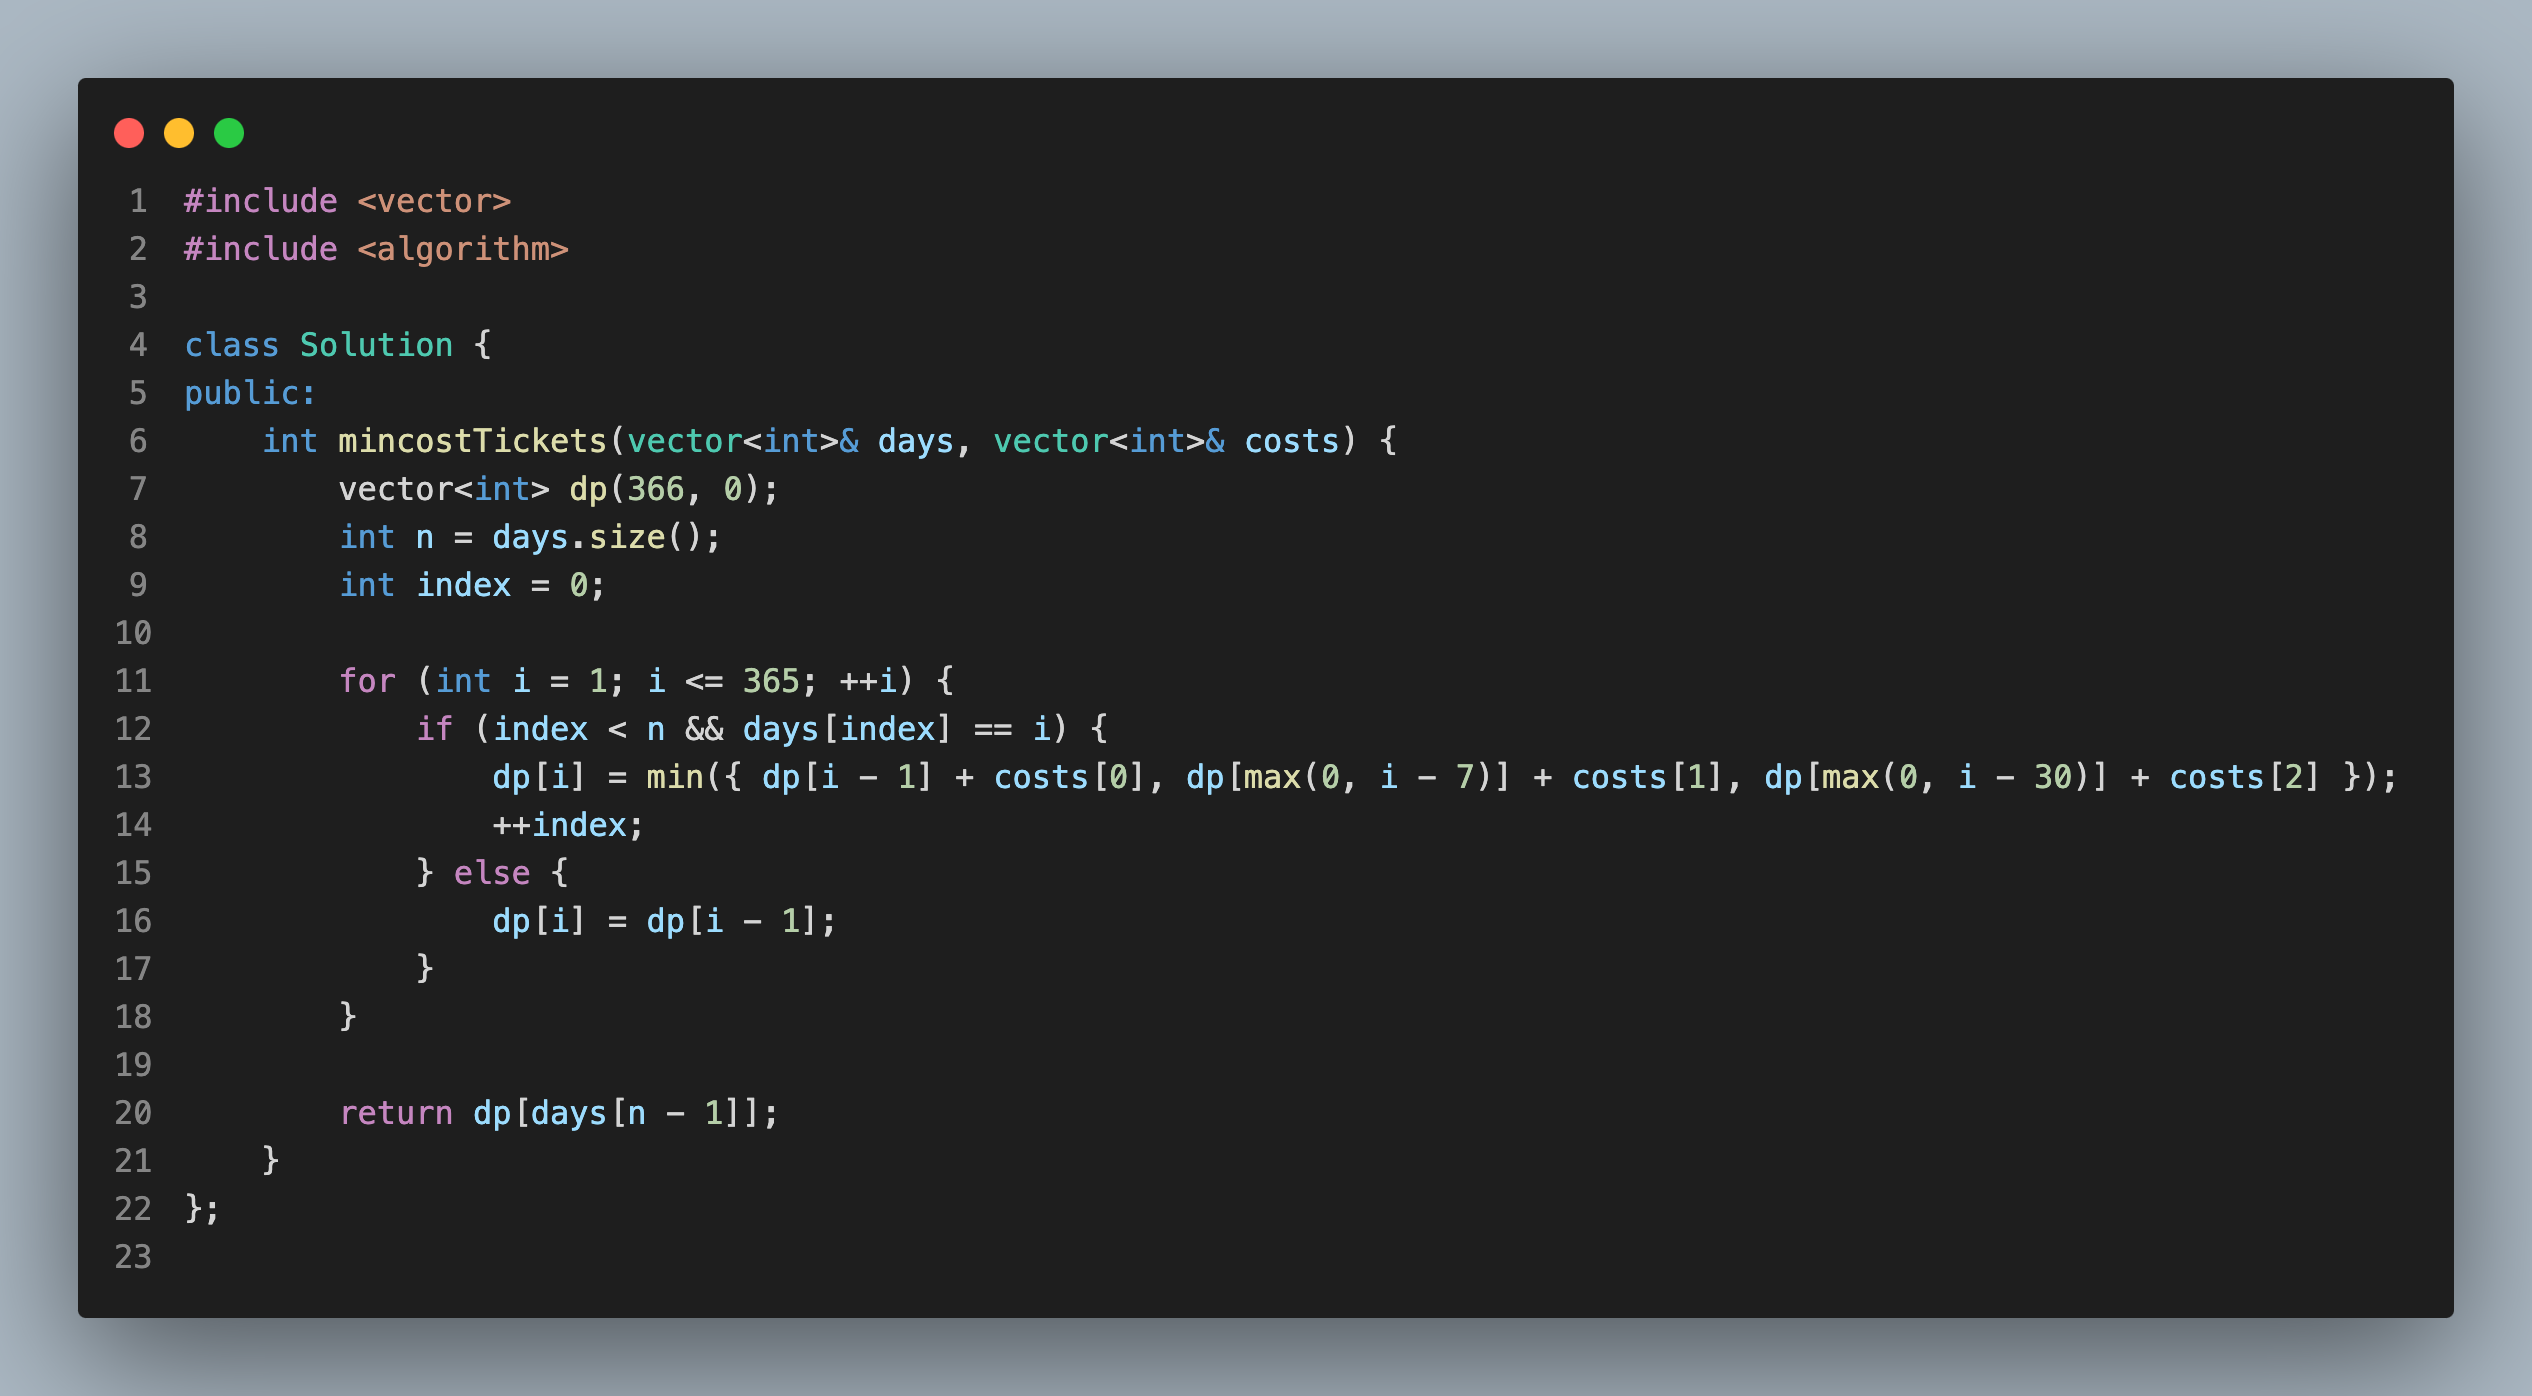 1 #include <vector>
2 #include <algorithm>
3
4 class Solution {
5 public:
6     int mincostTickets(vector<int>& days, vector<int>& costs) {
7         vector<int> dp(366, 0);
8         int n = days.size();
9         int index = 0;
10
11         for (int i = 1; i <= 365; ++i) {
12             if (index < n && days[index] == i) {
13                 dp[i] = min({ dp[i - 1] + costs[0], dp[max(0, i - 7)] + costs[1], dp[max(0, i - 30)] + costs[2] });
14                 ++index;
15             } else {
16                 dp[i] = dp[i - 1];
17             }
18         }
19
20         return dp[days[n - 1]];
21     }
22 };
23